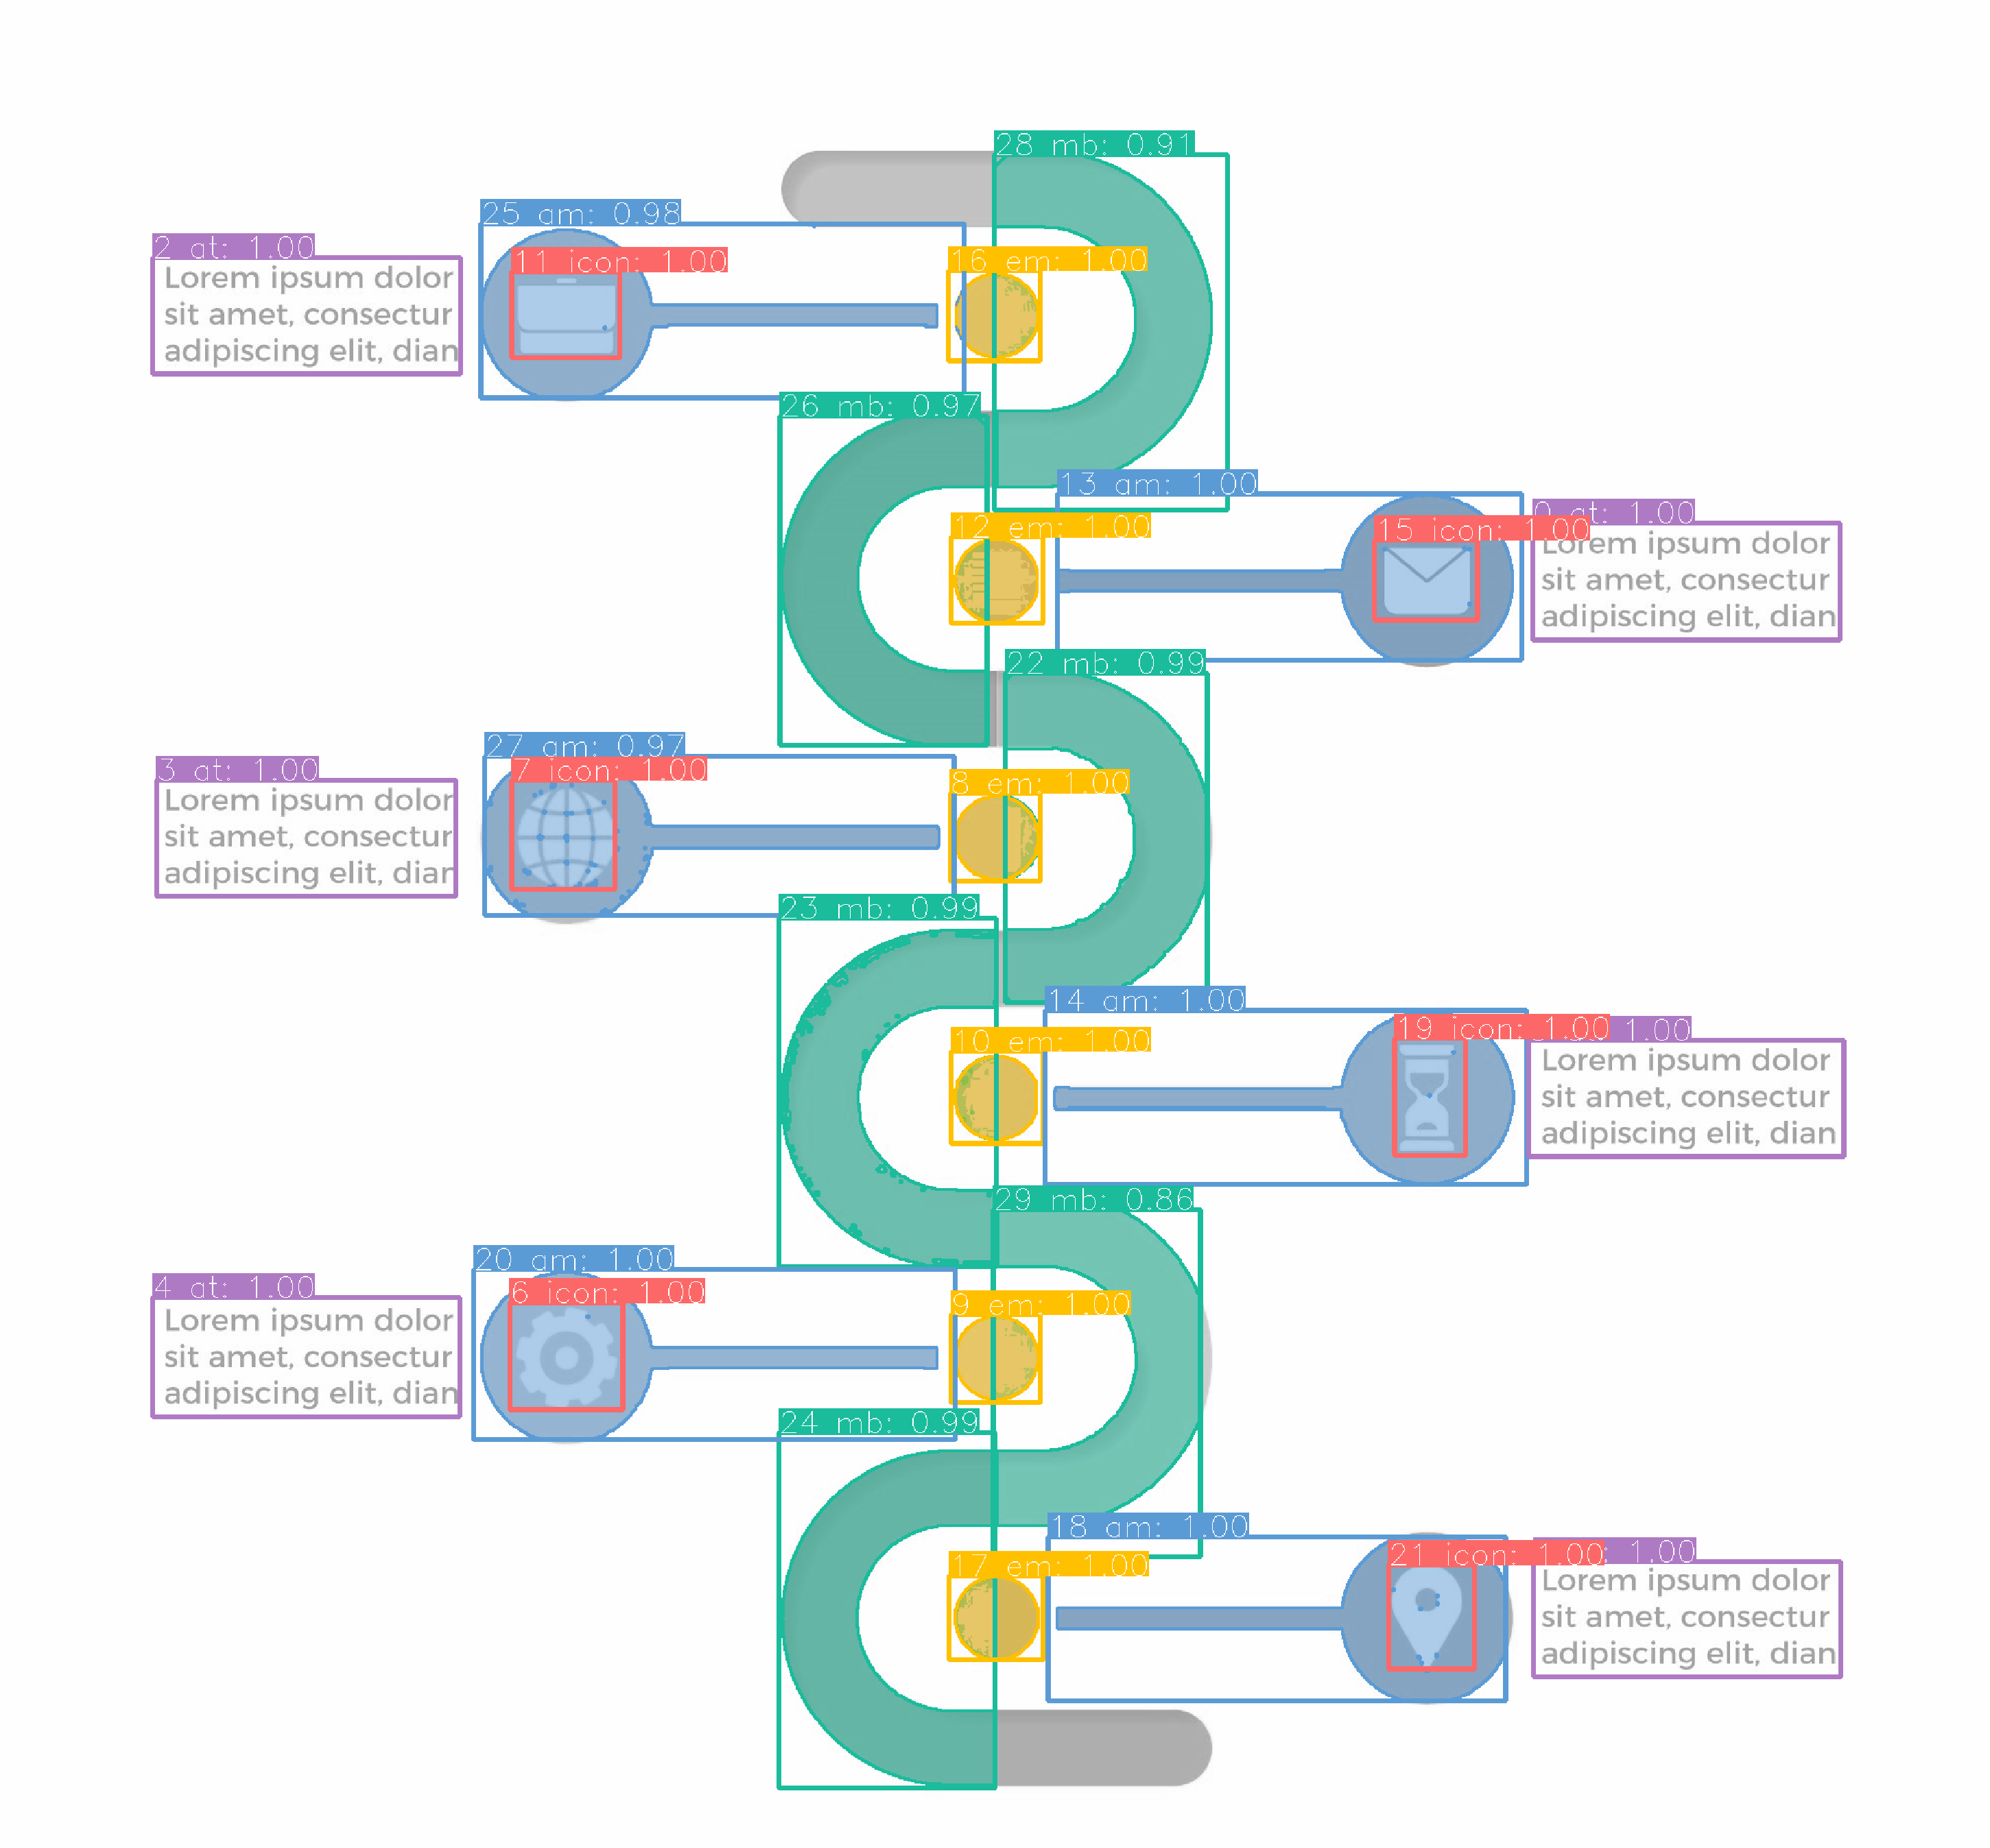 28 mb: 0.91
25 am: 0.98
2 at: 1.00
11 icon: 1.00
16 em: 1.00
Lorem ipsum dolor
sit amet, consectur
adipiscing elit, dian
26 mb: 0.97
13 am: 1.00
at: 1.00
12 em: 1.00
15 icon: 1.00
Lorem ipsum dolor
sit amet, consectur
adipiscing elit, dian
22 mb: 0.99
27 am: 0.97
3 at: 1.00
7 icon: 1.00
8 em: 1.00
Lorem ipsum dolor
sit amet, consectur
adipiscing elit, dian
23 mb: 0.99
14 am: 1.00
19 icon: 1.00
1.00
10 em: 1.00
Lorem ipsum dolor
sit amet, consectur
adipiscing elit, dian
29 mb: 0.86
20 am: 1.00
4 at: 1.00
6 icon: 1.00
9 em: 1.00
Lorem ipsum dolor
sit amet, consectur
adipiscing elit, dian
24 mb: 0.99
18 am: 1.00
21 icon: 1.00
: 1.00
17 em: 1.00
Lorem ipsum dolor
sit amet, consectur
adipiscing elit, dian